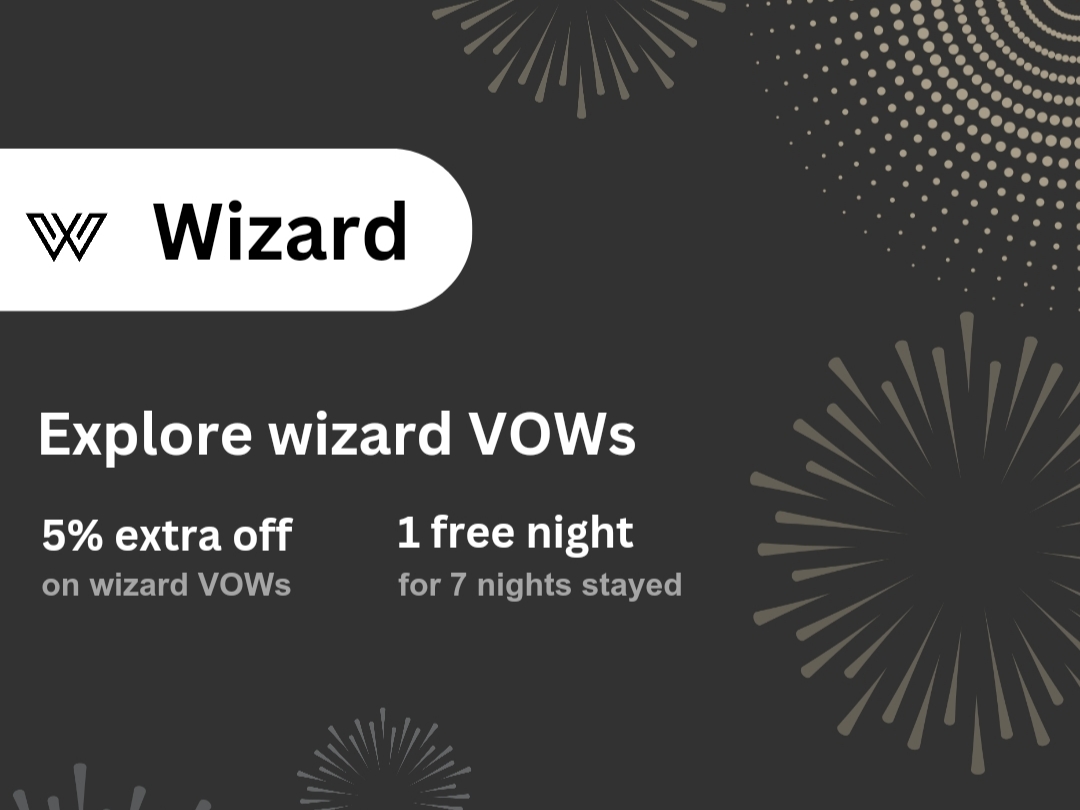 Wizard
Explore wizard VOWs
5% extra off
on wizard VOWs
1 free night
for 7 nights stayed